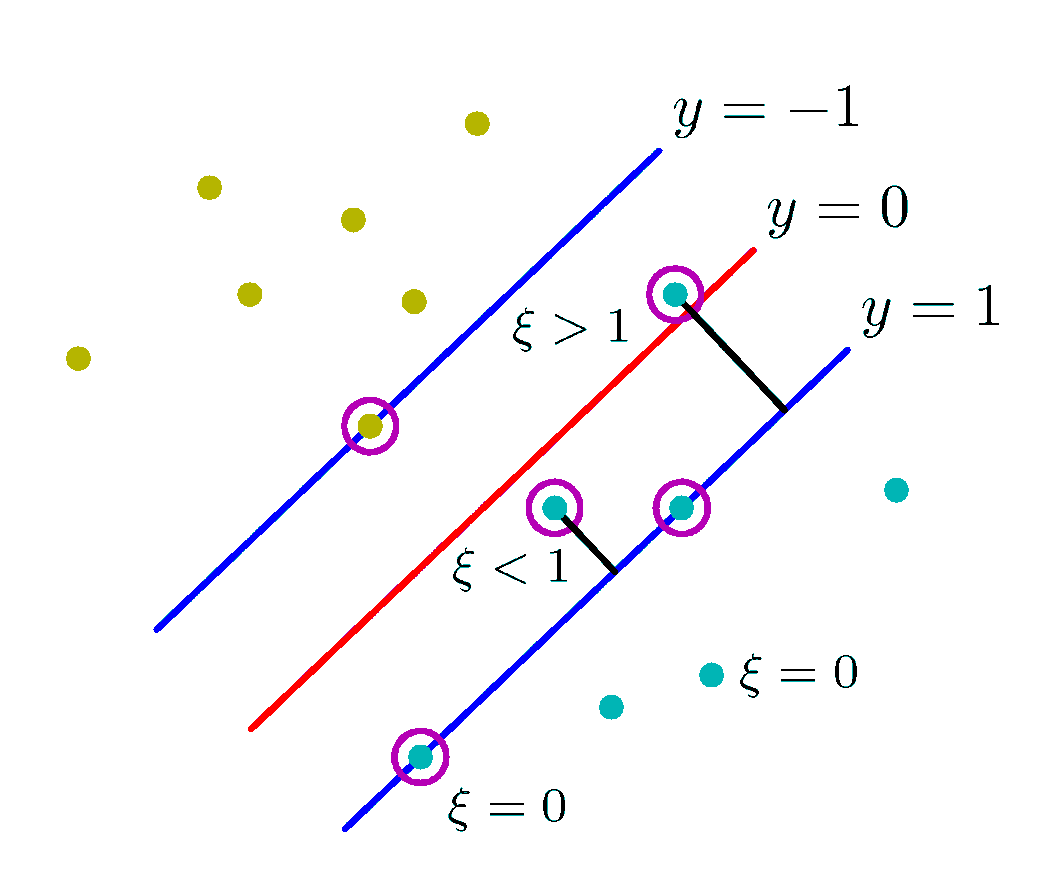 y = −1
y = 0
y = 1
ξ > 1
ξ < 1
ξ = 0
ξ = 0